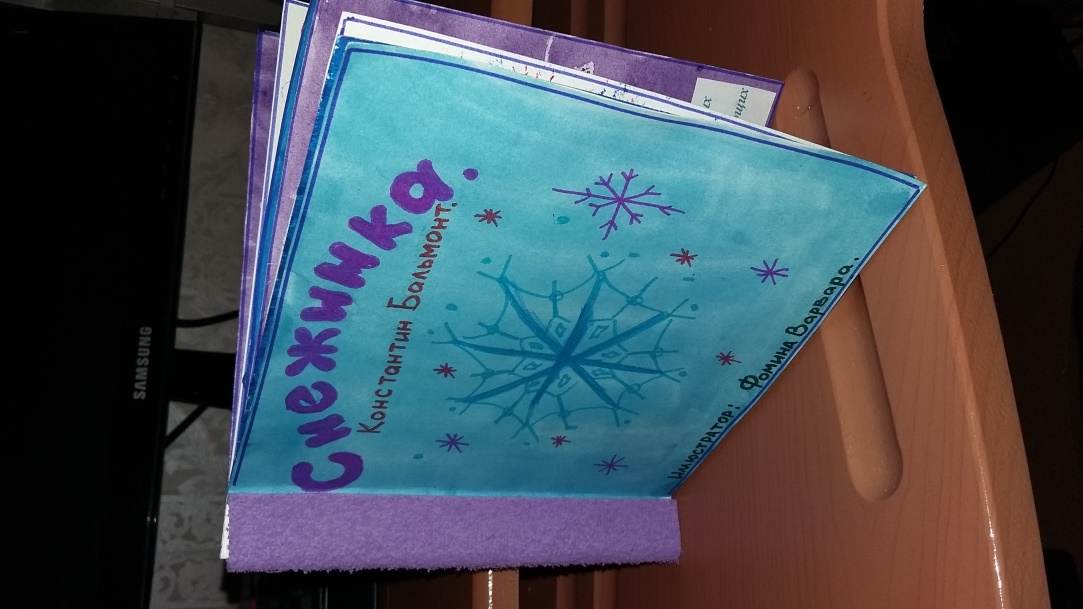 Снежинка.
Константин Бальмонт.
Иллюстратор: Фомина Варвара.
SAMSUNG